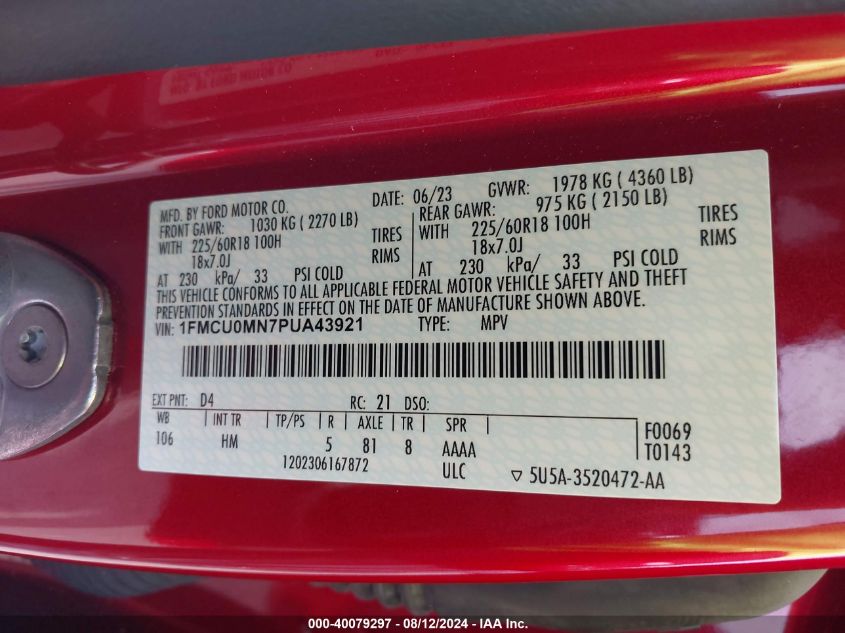 MFD. BY FORD MOTOR CO. DATE: 06/23 GVWR: 1978 KG ( 4360 LB)
FRONT GAWR: 1030 KG ( 2270 LB) REAR GAWR: 975 KG ( 2150 LB)
WITH 225/60R18 100H TIRES WITH 225/60R18 100H TIRES
18x7.0J RIMS 18x7.0J RIMS
AT 230 kPa/ 33 PSI COLD AT 230 kPa/ 33 PSI COLD
THIS VEHICLE CONFORMS TO ALL APPLICABLE FEDERAL MOTOR VEHICLE SAFETY AND THEFT
PREVENTION STANDARDS IN EFFECT ON THE DATE OF MANUFACTURE SHOWN ABOVE.
VIN: 1FMCU0MN7PUA43921 TYPE: MPV
EXT PNT: D4 RC: 21 DSO:
WB INT TR TP/PS R AXLE TR SPR F0069
106 HM 5 81 8 AAAA T0143
1202306167872 ULC ▽ 5U5A-3520472-AA
000-40079297 - 08/12/2024 - IAAI.com